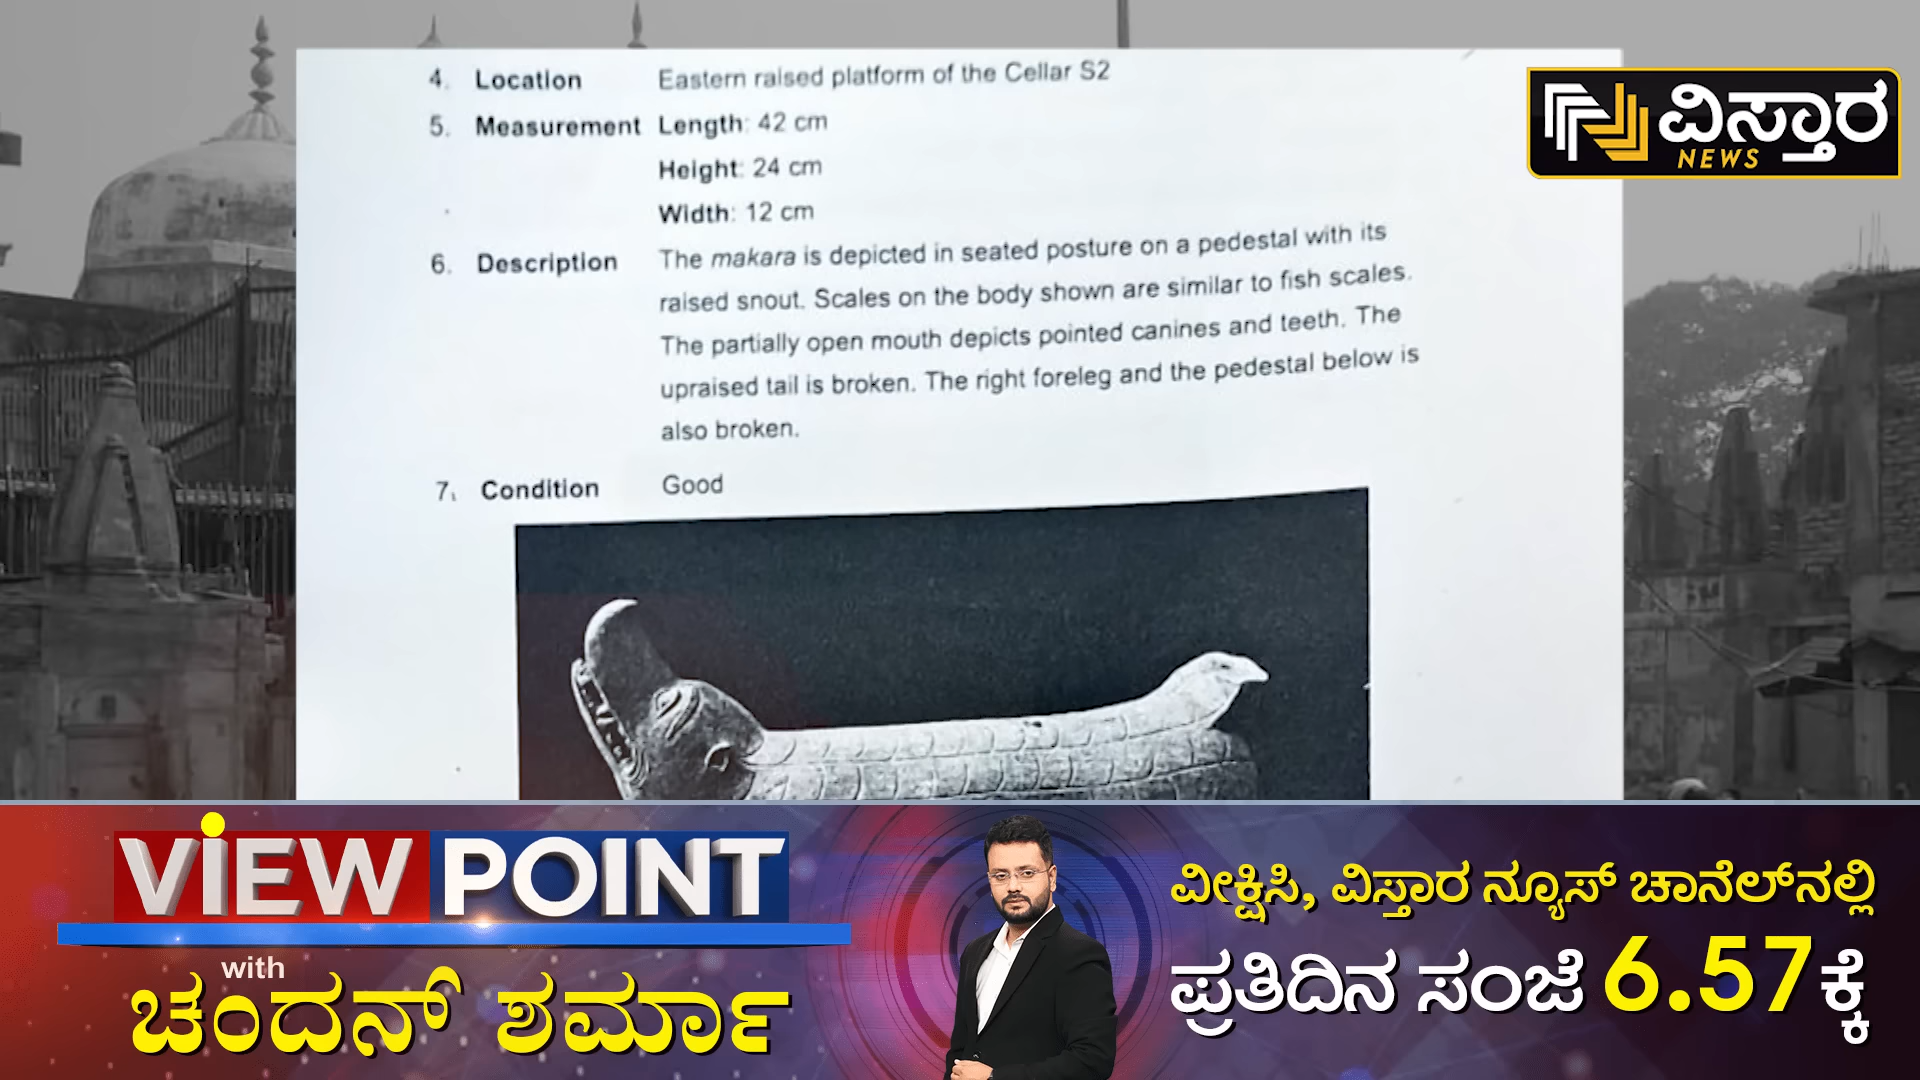 4. Location Eastern raised platform of the Cellar S2
5. Measurement Length: 42 cm
Height: 24 cm
Width: 12 cm
6. Description The makara is depicted in seated posture on a pedestal with its
raised snout. Scales on the body shown are similar to fish scales.
The partially open mouth depicts pointed canines and teeth. The
upraised tail is broken. The right foreleg and the pedestal below is
also broken.
7. Condition Good
ವಿಸ್ತಾರ
NEWS
VIEW POINT
with
ಚಂದನ್ ಶರ್ಮಾ
ವೀಕ್ಷಿಸಿ, ವಿಸ್ತಾರ ನ್ಯೂಸ್ ಚಾನೆಲ್‌ನಲ್ಲಿ
ಪ್ರತಿದಿನ ಸಂಜೆ 6.57ಕ್ಕೆ